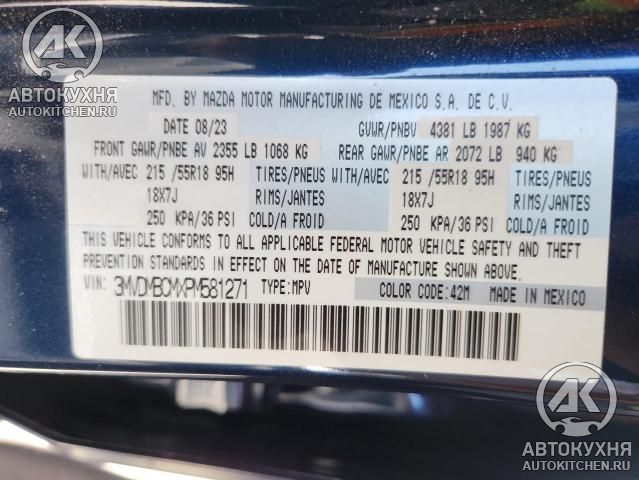 AK
АВТОКУХНЯ
AUTOKITCHEN.RU
MFD. BY MAZDA MOTOR MANUFACTURING DE MEXICO S.A. DE C.V.
DATE 08/23 GVWR/PNBV 4381 LB 1987 KG
FRONT GAWR/PNBE AV 2355 LB 1068 KG REAR GAWR/PNBE AR 2072 LB 940 KG
WITH/AVEC 215 /55R18 95H TIRES/PNEUS WITH/AVEC 215 /55R18 95H TIRES/PNEUS
18X7J RIMS/JANTES 18X7J RIMS/JANTES
250 KPA/36 PSI COLD/A FROID 250 KPA/36 PSI COLD/A FROID
THIS VEHICLE CONFORMS TO ALL APPLICABLE FEDERAL MOTOR VEHICLE SAFETY AND THEFT
PREVENTION STANDARDS IN EFFECT ON THE DATE OF MANUFACTURE SHOWN ABOVE.
VIN: 3MVDMBCMXPM581271 TYPE:MPV COLOR CODE:42M MADE IN MEXICO
AK
АВТОКУХНЯ
AUTOKITCHEN.RU